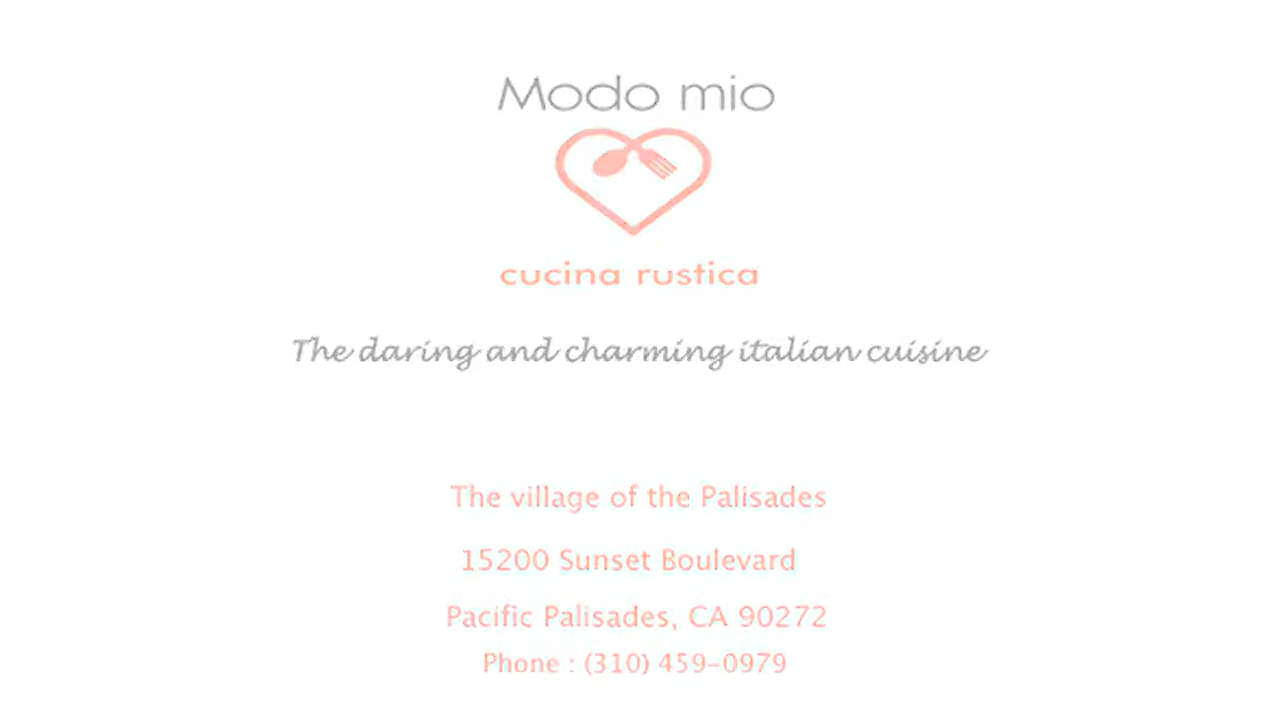 Modo mio
cucina rustica
The daring and charming italian cuisine
The village of the Palisades
15200 Sunset Boulevard
Pacific Palisades, CA 90272
Phone : (310) 459-0979